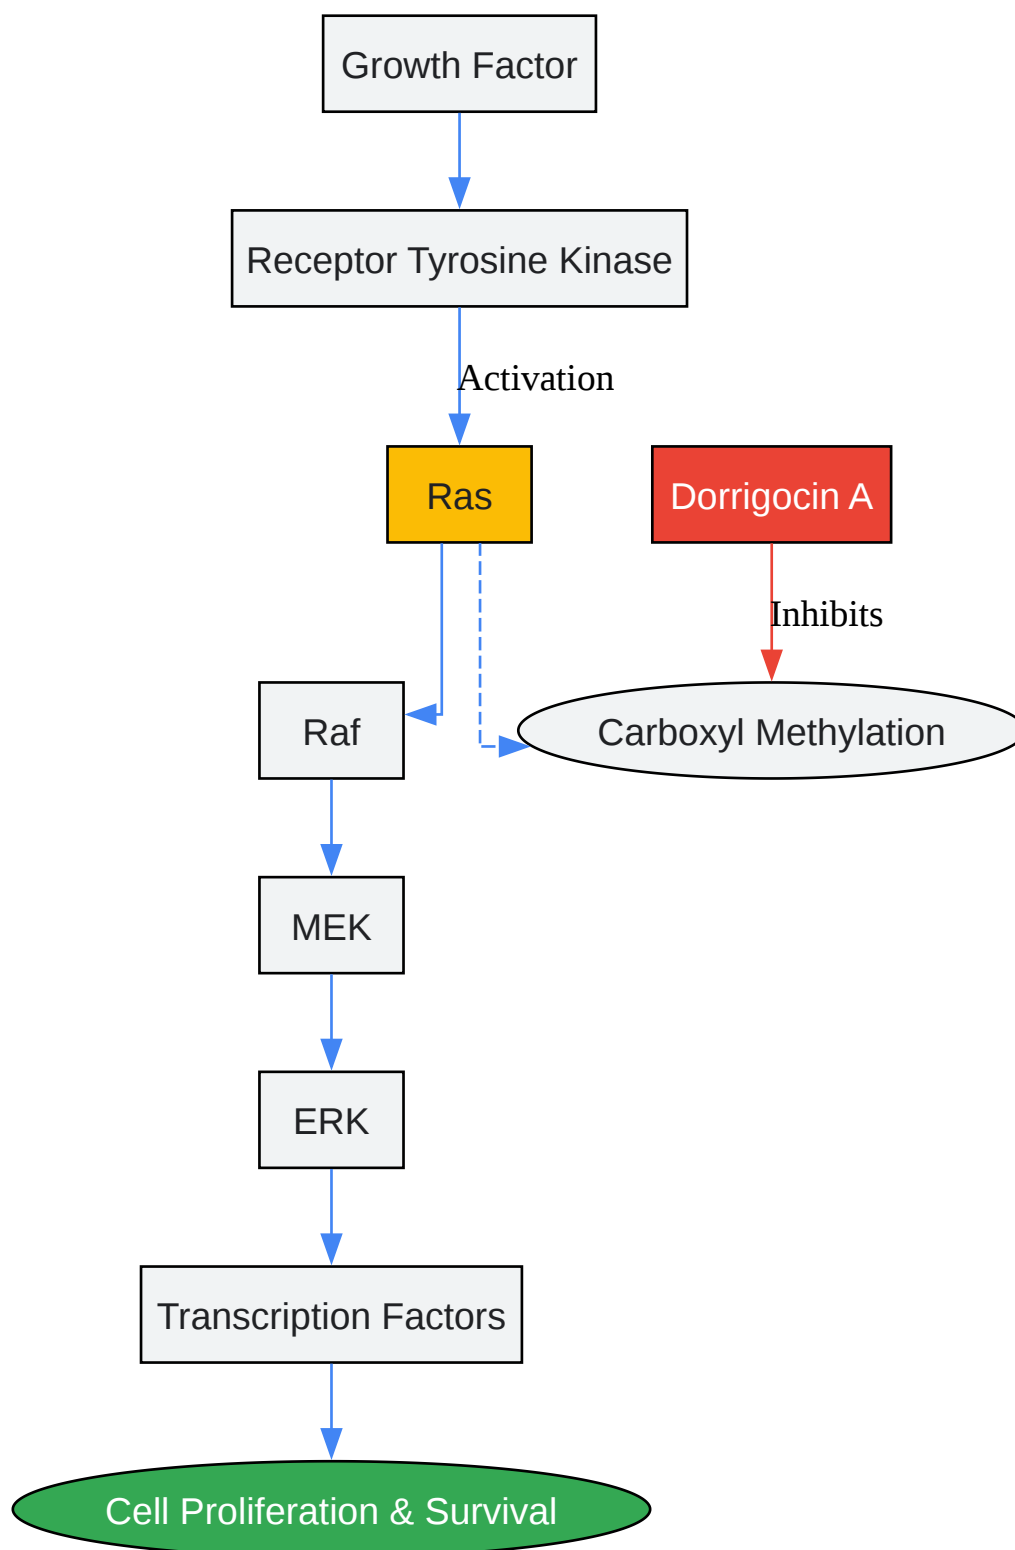 Growth Factor
Receptor Tyrosine Kinase
Activation
Ras
Dorrigocin A
Inhibits
Raf
Carboxyl Methylation
MEK
ERK
Transcription Factors
Cell Proliferation & Survival